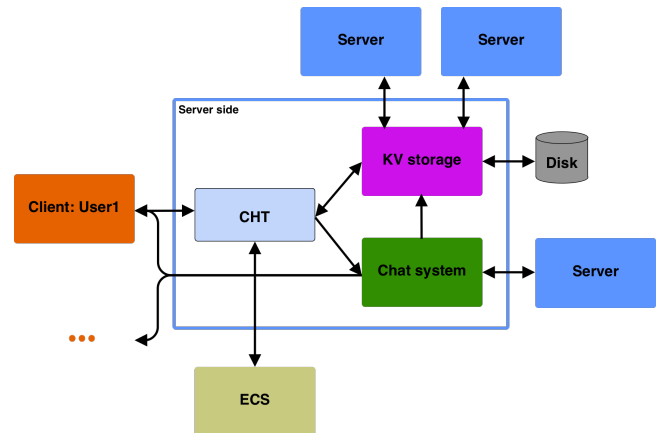 Server
Server
Server side
KV storage
Disk
Client: User1
CHT
Chat system
Server
ECS